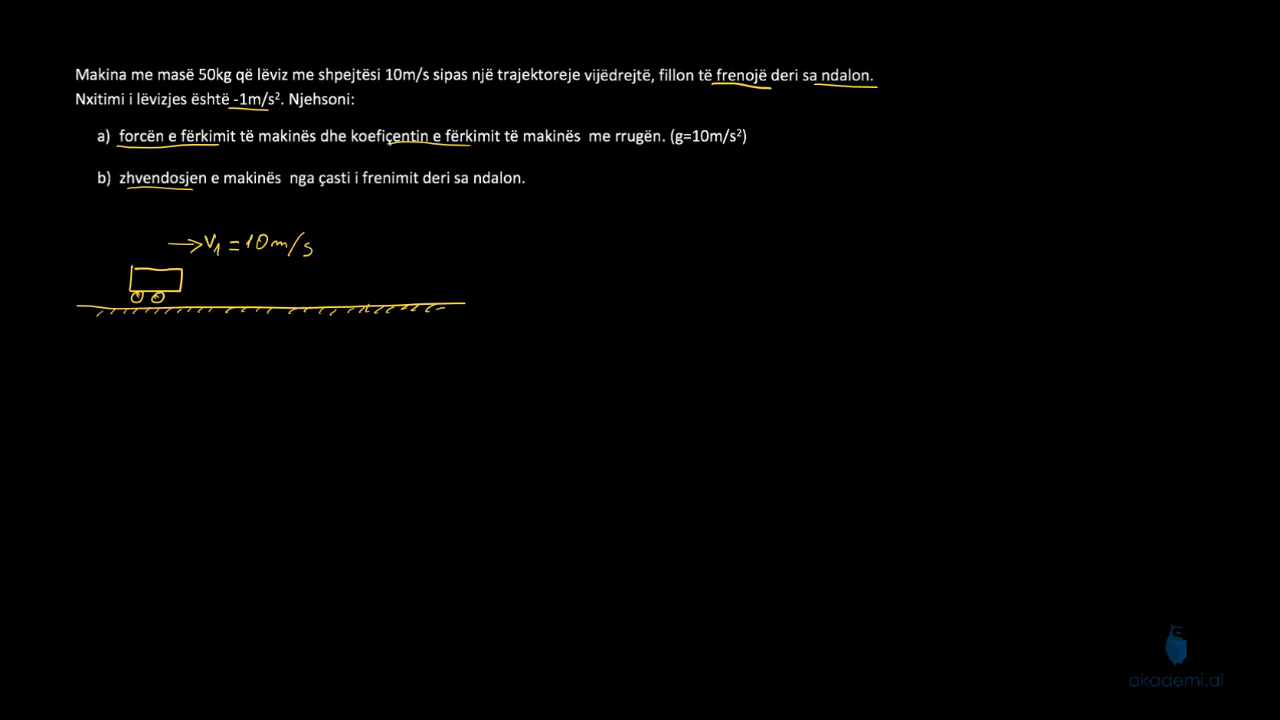 Makina me masë 50kg që lëviz me shpejtësi 10m/s sipas një trajektoreje vijëdrejtë, fillon të frenojë deri sa ndalon.
Nxitimi i lëvizjes është -1m/s². Njehsoni:
a) forcën e fërkimit të makinës dhe koefiçentin e fërkimit të makinës me rrugën. (g=10m/s²)
b) zhvendosjen e makinës nga çasti i frenimit deri sa ndalon.
V₁ = 10m/s
akademi.al